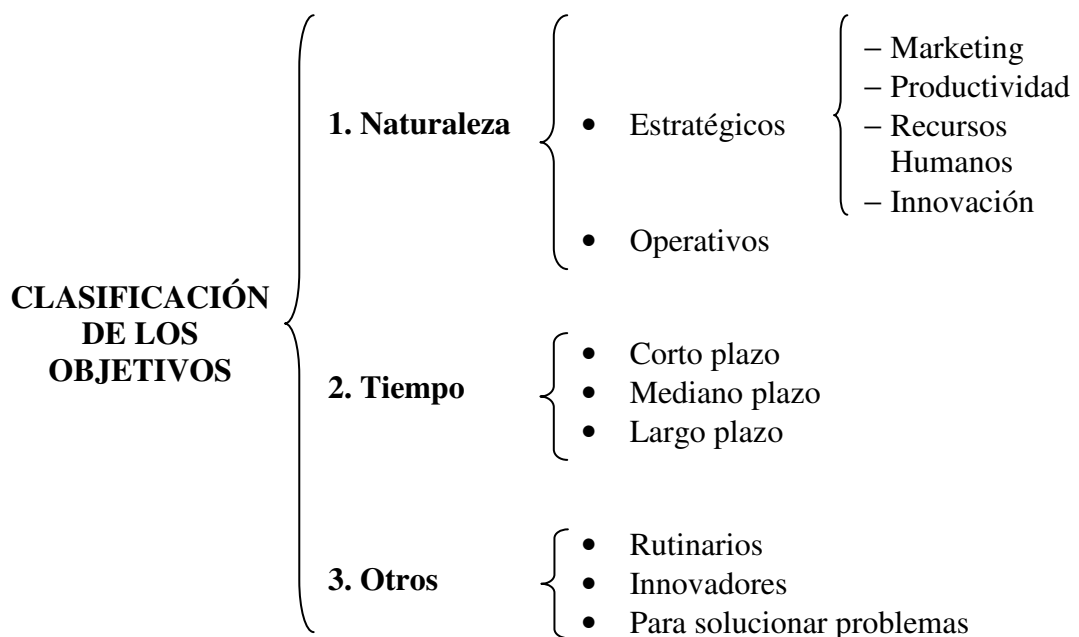 CLASIFICACIÓN
DE LOS
OBJETIVOS
1. Naturaleza
• Estratégicos
– Marketing
– Productividad
– Recursos
Humanos
– Innovación
• Operativos
2. Tiempo
• Corto plazo
• Mediano plazo
• Largo plazo
3. Otros
• Rutinarios
• Innovadores
• Para solucionar problemas